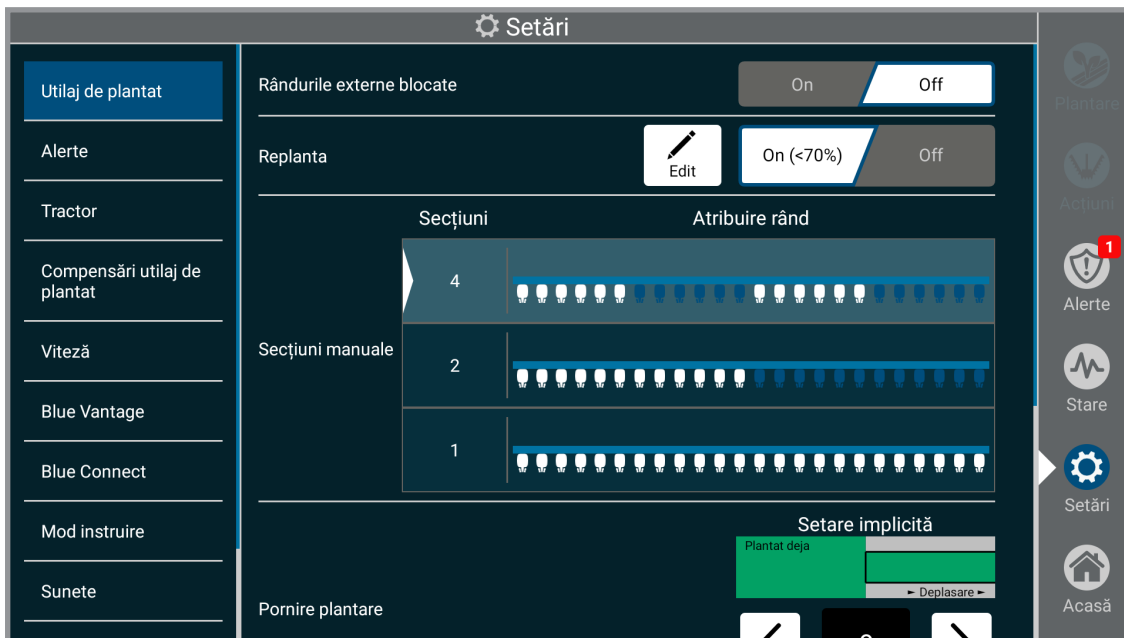 Setări
Utilaj de plantat
Alerte
Tractor
Compensări utilaj de
plantat
Viteză
Blue Vantage
Blue Connect
Mod instruire
Sunete
Rândurile externe blocate
On
Off
Replanta
Edit
On (<70%)
Off
Secțiuni
Atribuire rând
Secțiuni manuale
4
2
1
Setare implicită
Plantat deja
► Deplasare ►
Pornire plantare
Plantare
Acțiuni
1
Alerte
Stare
Setări
Acasă